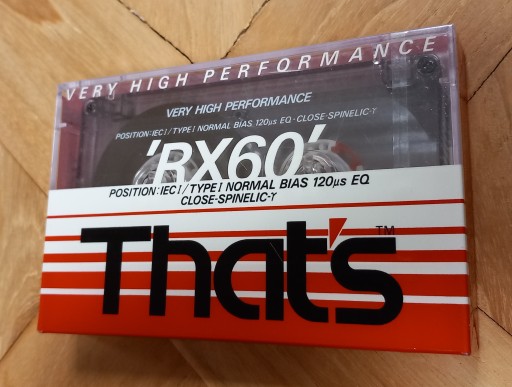 VERY HIGH PERFORMANCE
VERY HIGH PERFORMANCE
POSITION:IEC I/TYPE I NORMAL BIAS, 120µs EQ-CLOSE-SPINELIC-γ
'RX60'
POSITION:IEC I/TYPE I NORMAL BIAS 120µs EQ
CLOSE-SPINELIC-γ
That's™